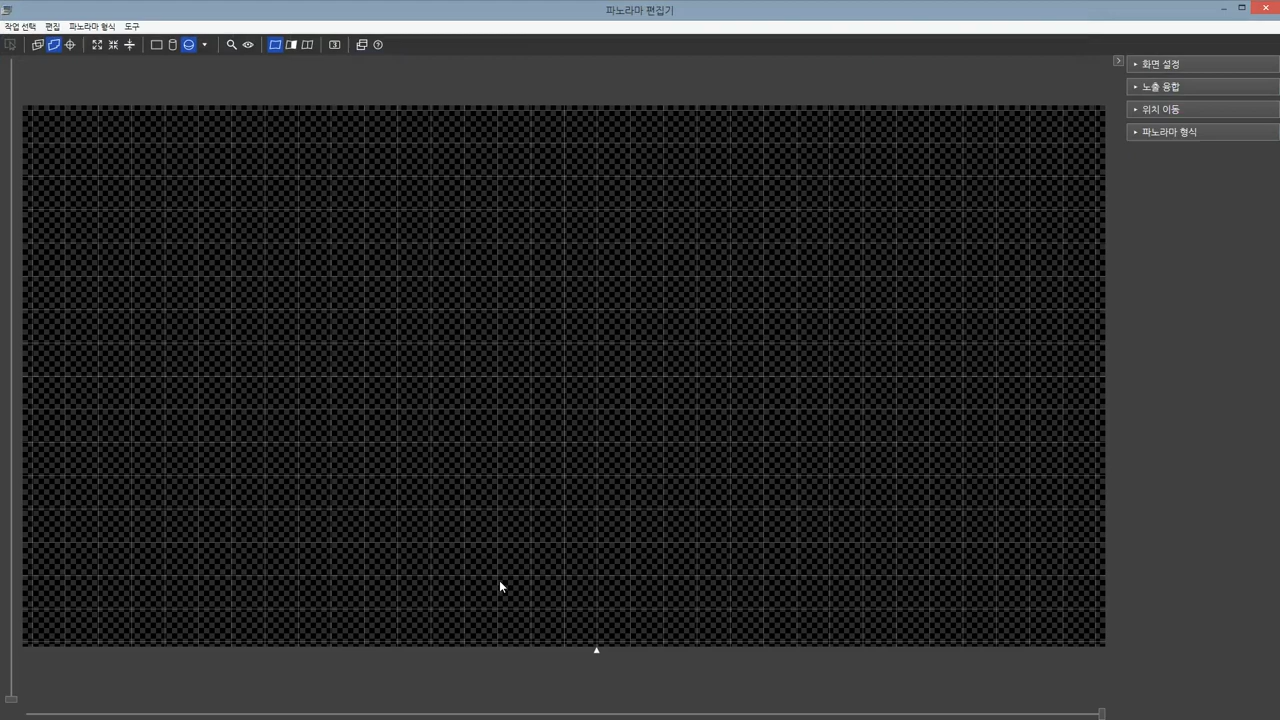 파노라마 편집기
작업 선택 편집 파노라마 형식 도구
화면 설정
노출 융합
위치 이동
파노라마 형식